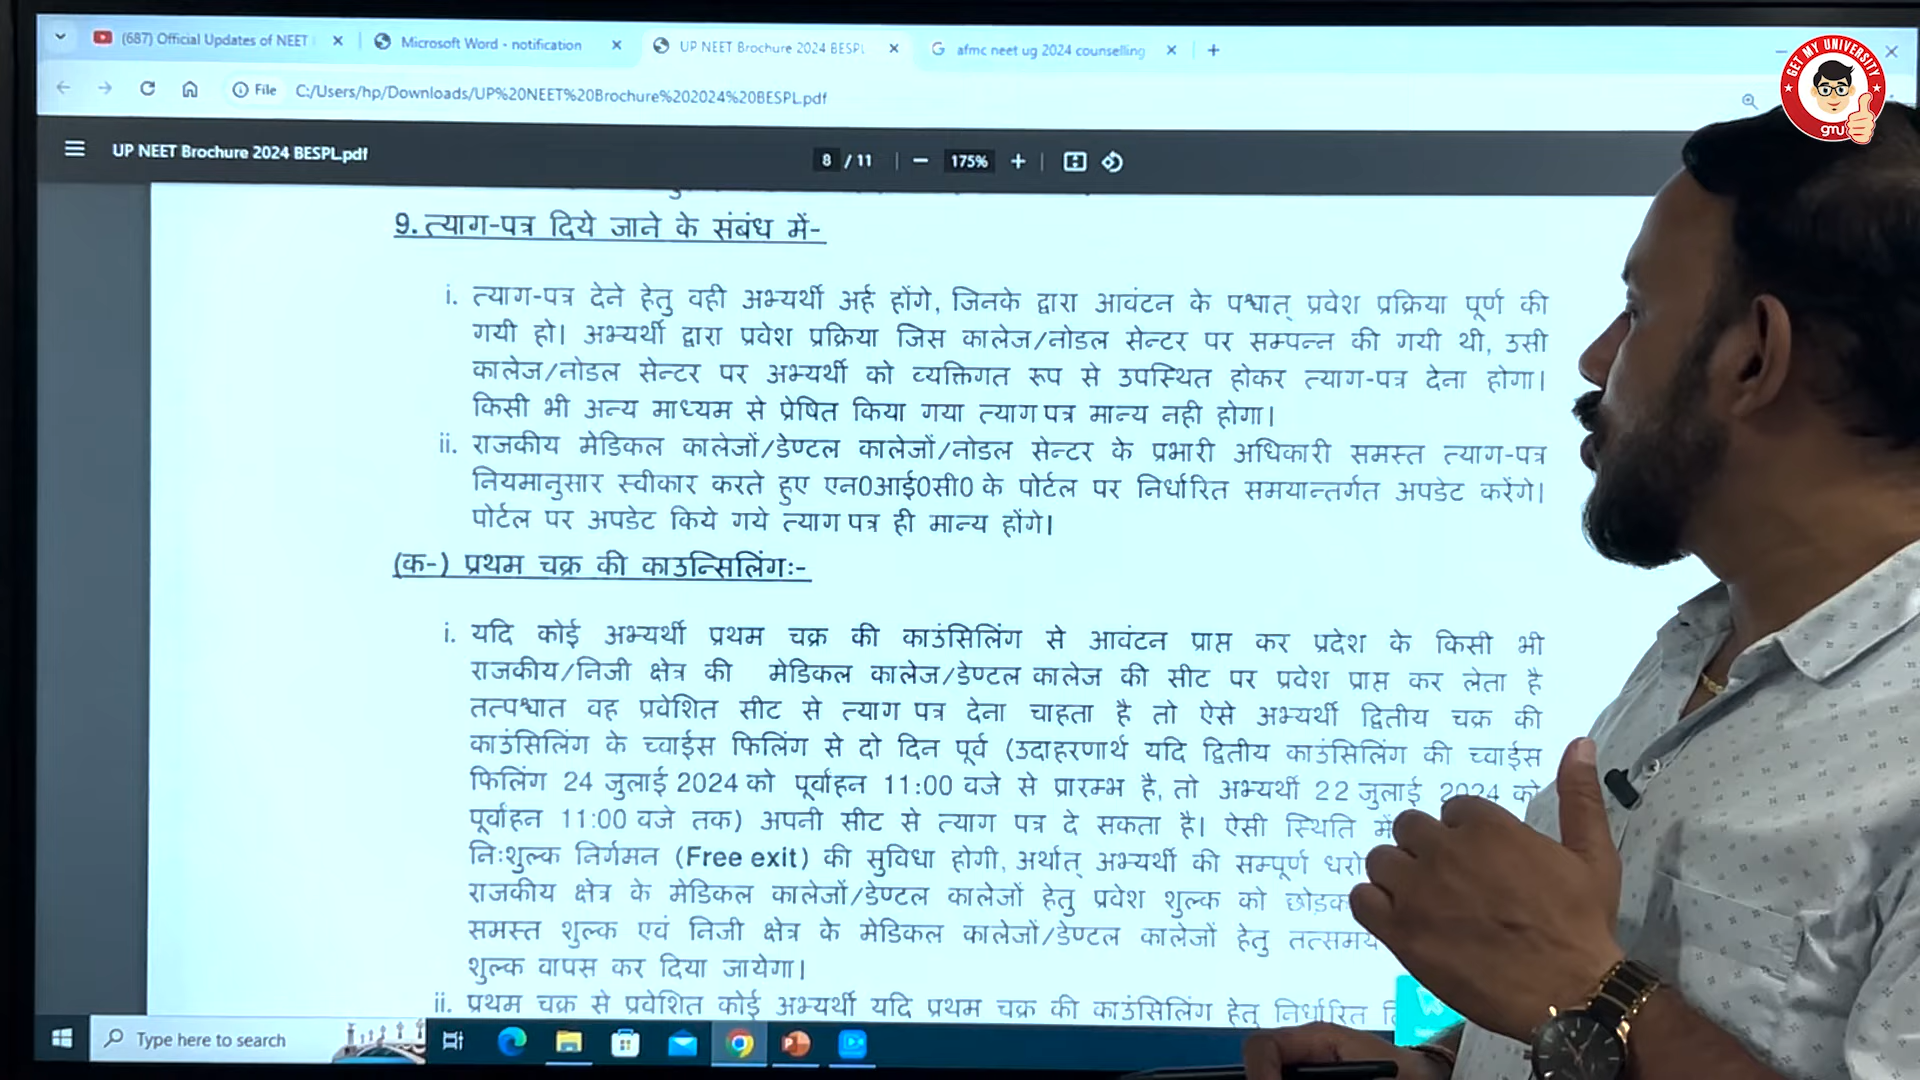 (687) Official Updates of NEET
Microsoft Word - notification
UP NEET Brochure 2024 BESPL
afmc neet ug 2024 counselling
GET MY UNIVERSITY
gmu
File C:/Users/hp/Downloads/UP%20NEET%20Brochure%202024%20BESPL.pdf
UP NEET Brochure 2024 BESPL.pdf
8 / 11
175%
9. त्याग-पत्र दिये जाने के संबंध में-
i. त्याग-पत्र देने हेतु वही अभ्यर्थी अर्ह होंगे, जिनके द्वारा आवंटन के पश्चात् प्रवेश प्रक्रिया पूर्ण की
गयी हो। अभ्यर्थी द्वारा प्रवेश प्रक्रिया जिस कालेज/नोडल सेन्टर पर सम्पन्न की गयी थी, उसी
कालेज/नोडल सेन्टर पर अभ्यर्थी को व्यक्तिगत रूप से उपस्थित होकर त्याग-पत्र देना होगा।
किसी भी अन्य माध्यम से प्रेषित किया गया त्याग पत्र मान्य नही होगा।
ii. राजकीय मेडिकल कालेजों/डेण्टल कालेजों/नोडल सेन्टर के प्रभारी अधिकारी समस्त त्याग-पत्र
नियमानुसार स्वीकार करते हुए एन0आई0सी0 के पोर्टल पर निर्धारित समयान्तर्गत अपडेट करेंगे।
पोर्टल पर अपडेट किये गये त्याग पत्र ही मान्य होंगे।
(क-) प्रथम चक्र की काउन्सिलिंगः-
i. यदि कोई अभ्यर्थी प्रथम चक्र की काउंसिलिंग से आवंटन प्राप्त कर प्रदेश के किसी भी
राजकीय/निजी क्षेत्र की मेडिकल कालेज/डेण्टल कालेज की सीट पर प्रवेश प्राप्त कर लेता है
तत्पश्चात वह प्रवेशित सीट से त्याग पत्र देना चाहता है तो ऐसे अभ्यर्थी द्वितीय चक्र की
काउंसिलिंग के च्वाईस फिलिंग से दो दिन पूर्व (उदाहरणार्थ यदि द्वितीय काउंसिलिंग की च्वाईस
फिलिंग 24 जुलाई 2024 को पूर्वाहन 11:00 वजे से प्रारम्भ है, तो अभ्यर्थी 22 जुलाई 2024 को
पूर्वाहन 11:00 वजे तक) अपनी सीट से त्याग पत्र दे सकता है। ऐसी स्थिति में
निःशुल्क निर्गमन (Free exit) की सुविधा होगी, अर्थात् अभ्यर्थी की सम्पूर्ण
राजकीय क्षेत्र के मेडिकल कालेजों/डेण्टल कालेजों हेतु प्रवेश शुल्क को
समस्त शुल्क एवं निजी क्षेत्र के मेडिकल कालेजों/डेण्टल कालेजों हेतु
शुल्क वापस कर दिया जायेगा।
ii. प्रथम चक्र से प्रवेशित कोई अभ्यर्थी यदि प्रथम चक्र की काउंसिलिंग हेतु निर्धारित
Type here to search